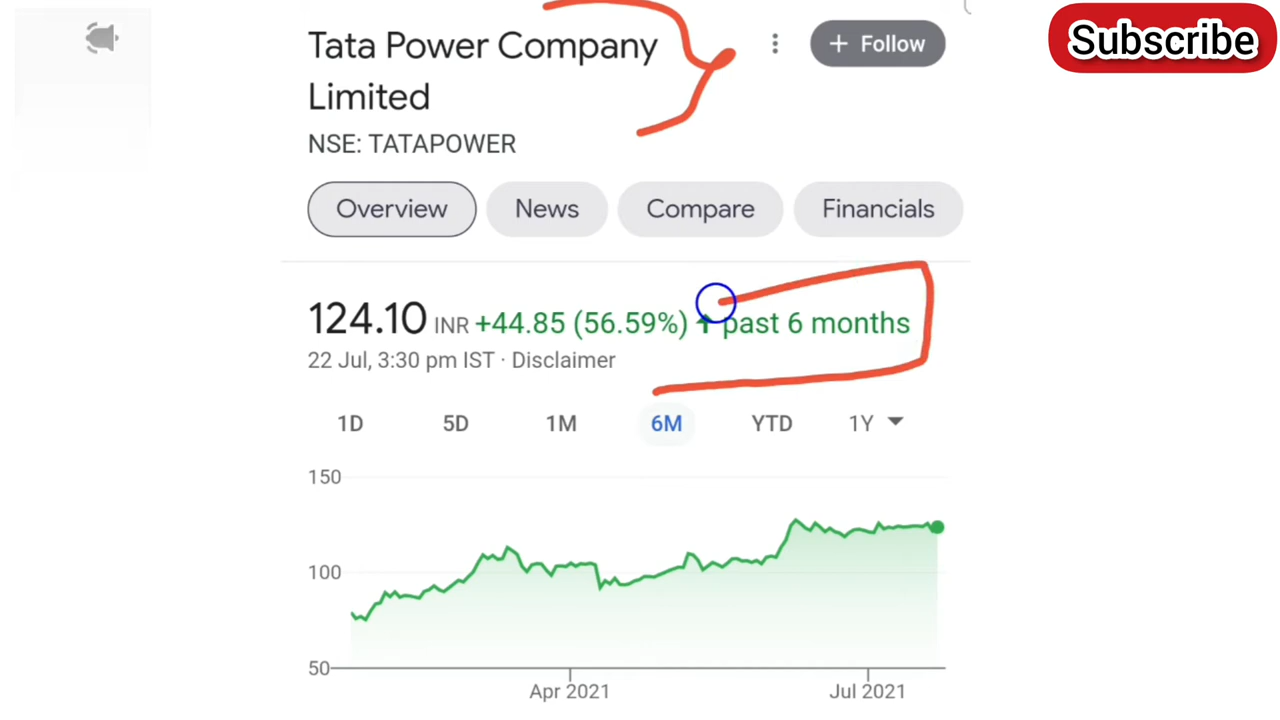 Subscribe
Tata Power Company
Limited
+ Follow
NSE: TATAPOWER
Overview News Compare Financials
124.10 INR +44.85 (56.59%) ↑ past 6 months
22 Jul, 3:30 pm IST · Disclaimer
1D 5D 1M 6M YTD 1Y
150
100
50
Apr 2021 Jul 2021